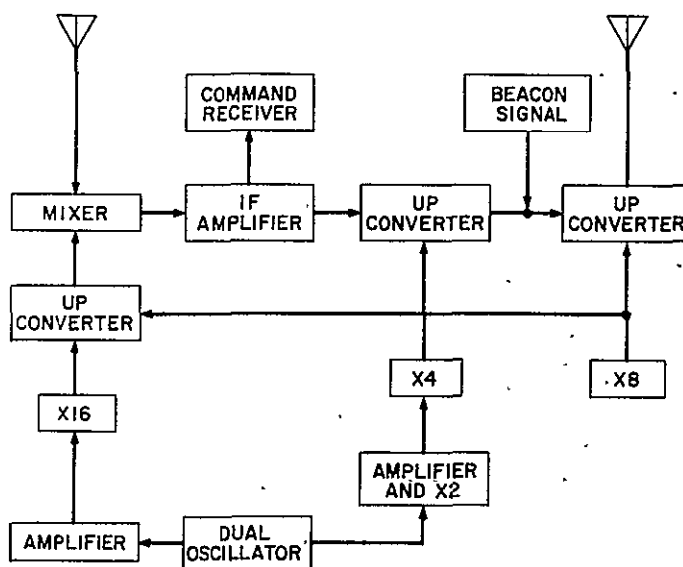 COMMAND
RECEIVER
BEACON
SIGNAL
MIXER
IF
AMPLIFIER
UP
CONVERTER
UP
CONVERTER
UP
CONVERTER
X16
X4
X8
AMPLIFIER
AND X2
AMPLIFIER
DUAL
OSCILLATOR